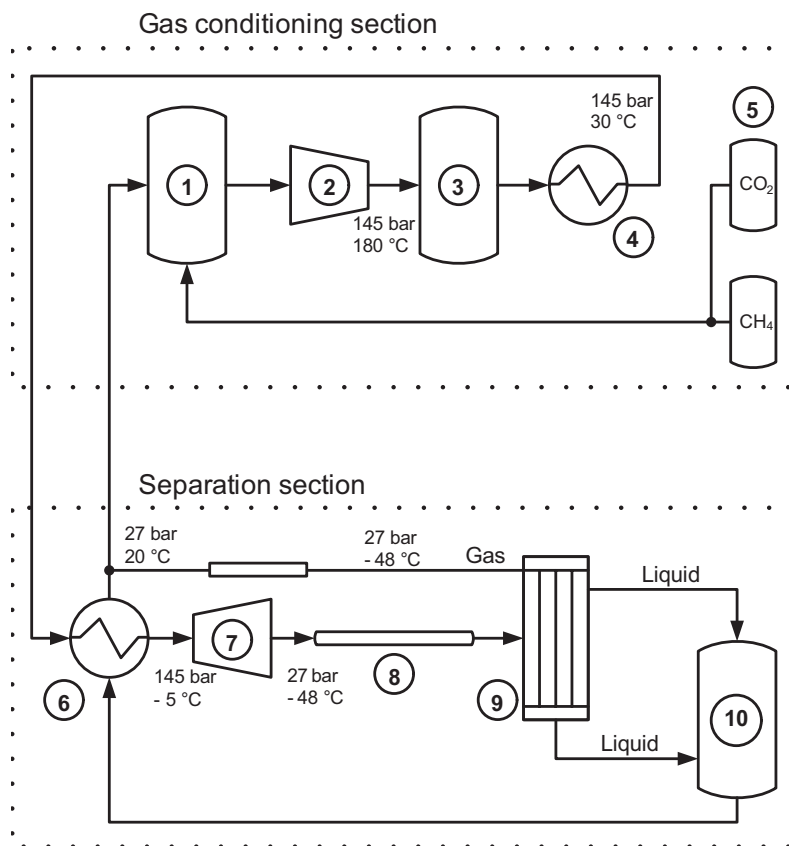 Gas conditioning section
145 bar
30 °C
5
1
2
3
CO₂
145 bar
180 °C
4
CH₄
Separation section
27 bar
20 °C
27 bar
- 48 °C
Gas
Liquid
7
6
145 bar
- 5 °C
27 bar
- 48 °C
8
9
10
Liquid